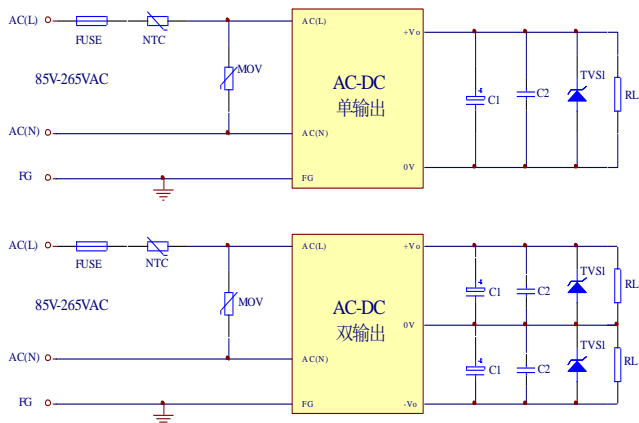 AC(L)
FUSE
NTC
MOV
85V-265VAC
AC(N)
FG
AC(L)
AC-DC
单输出
AC(N)
FG
+Vo
0V
C1
C2
TVS1
RL
AC(L)
FUSE
NTC
MOV
85V-265VAC
AC(N)
FG
AC(L)
AC-DC
双输出
AC(N)
FG
+Vo
0V
-Vo
C1
C2
TVS1
RL
C1
C2
TVS1
RL